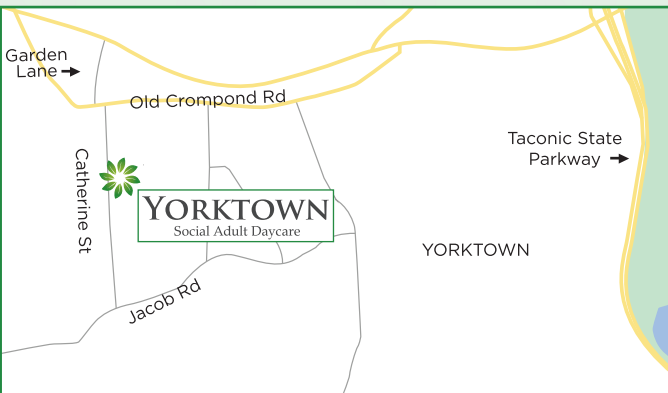 Garden
Lane
Old Crompond Rd
Taconic State
Parkway
Catherine St
YORKTOWN
Social Adult Daycare
YORKTOWN
Jacob Rd